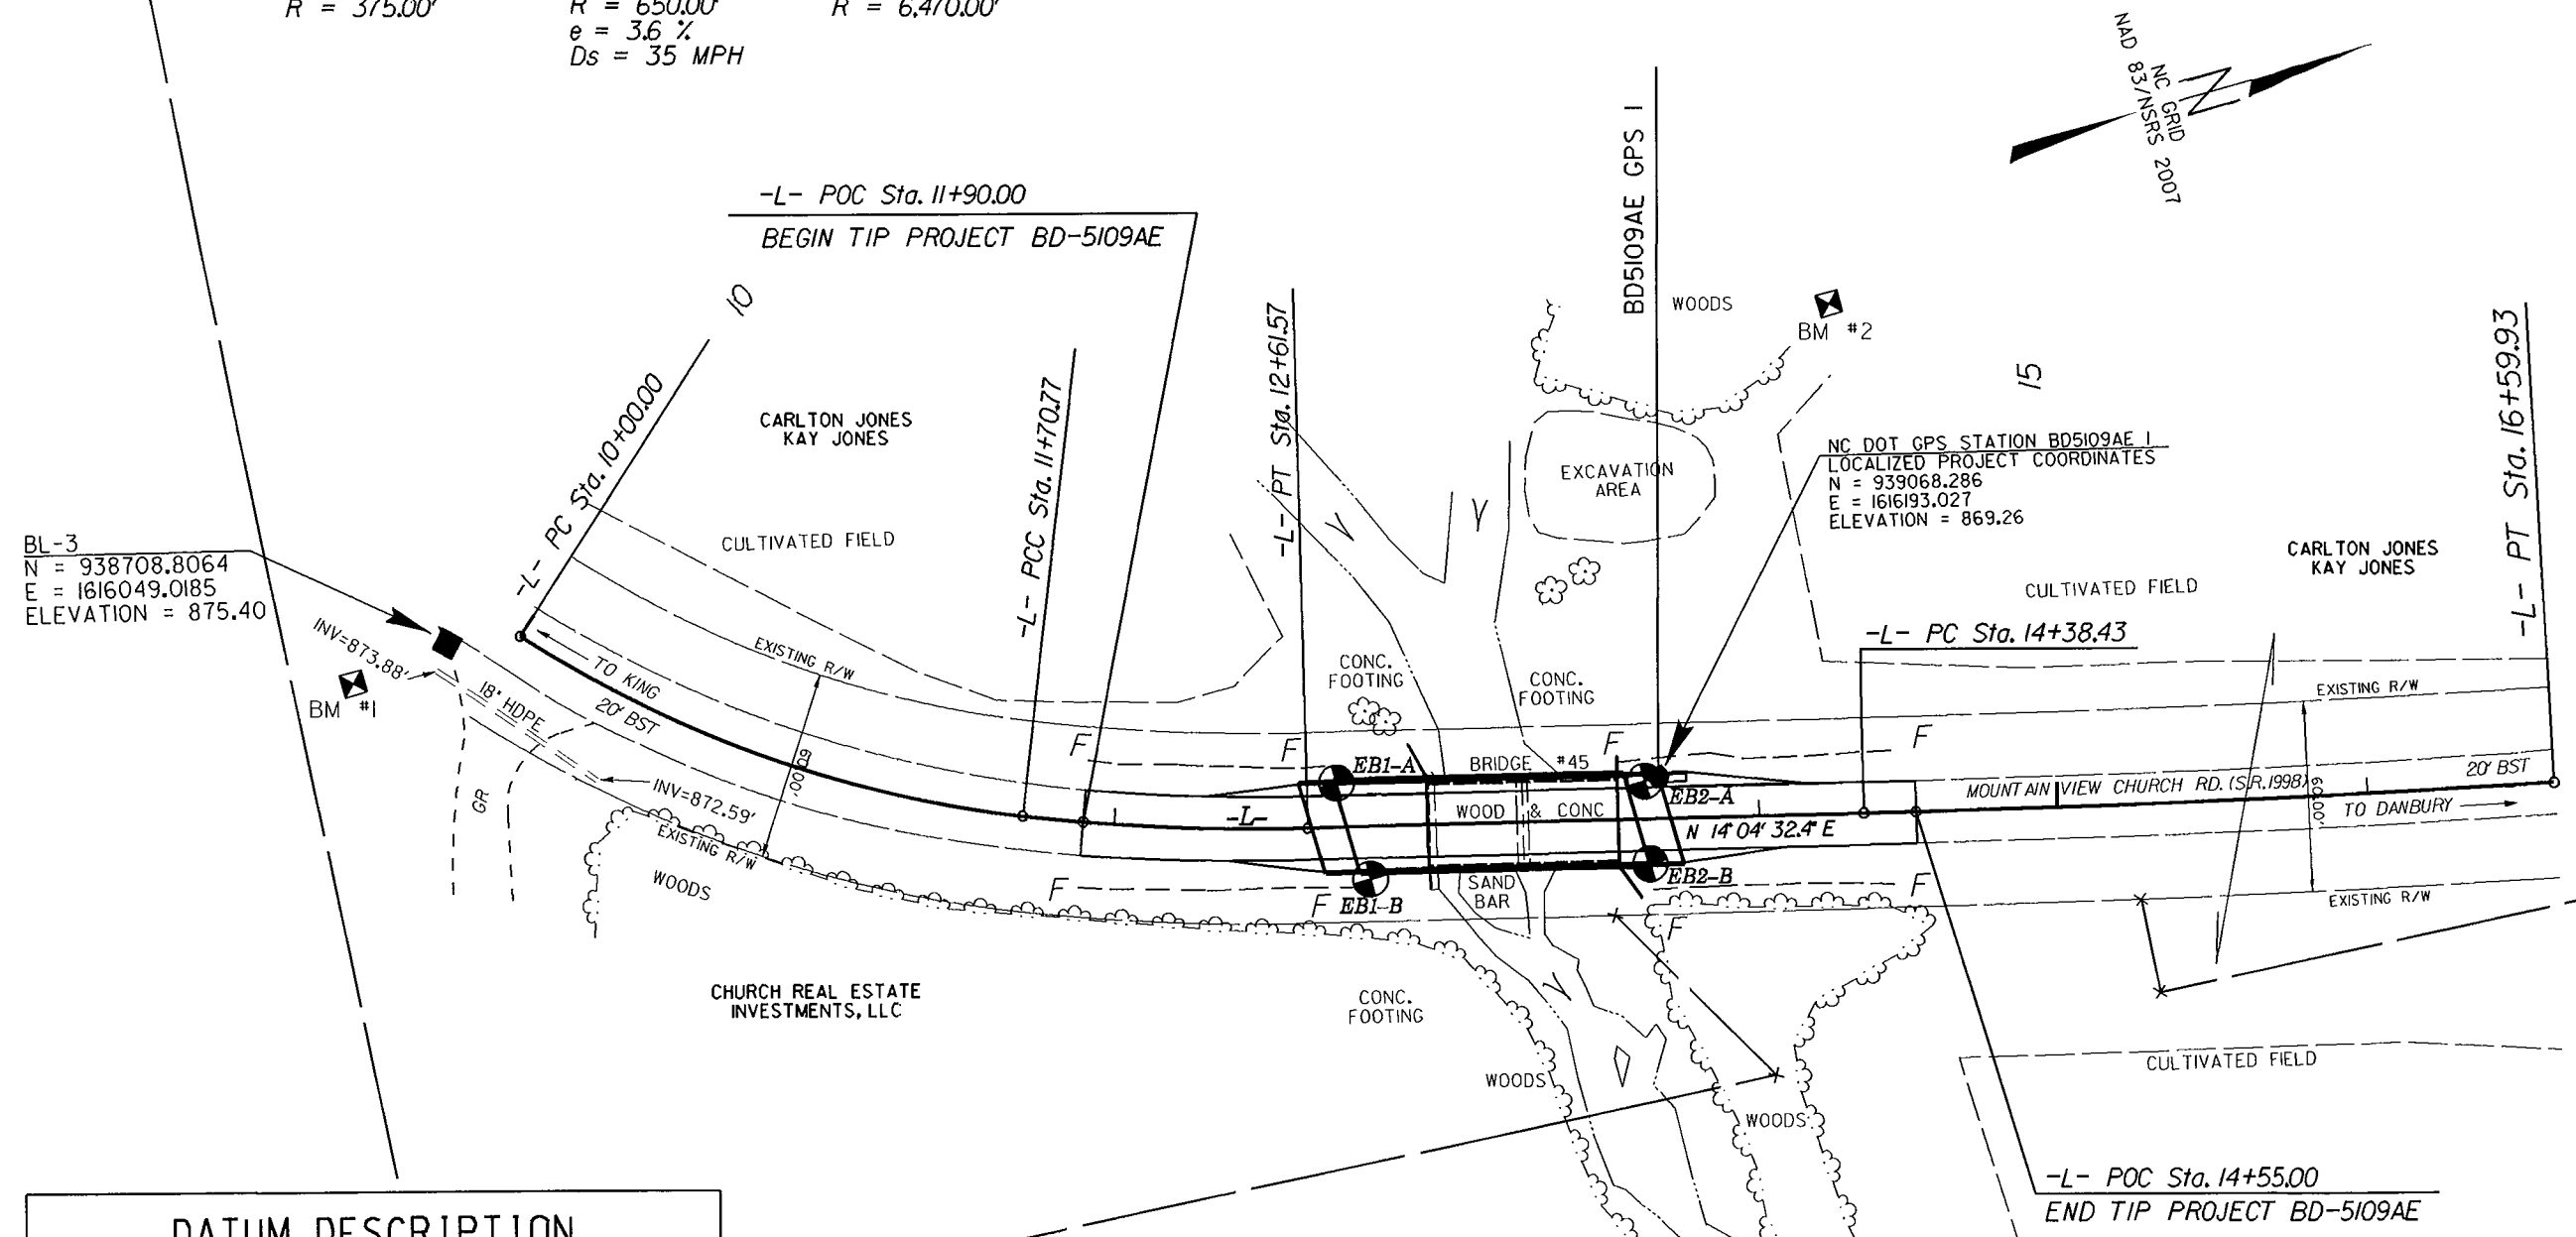 R = 375.00'
R = 650.00'
R = 6,470.00'
e = 3.6 %
Ds = 35 MPH
NC GRID
NAD 83/NSRS 2007
-L- POC Sta. 11+90.00
BEGIN TIP PROJECT BD-5109AE
BD5109AE GPS 1
WOODS
BM #2
10
15
-L- PC Sta. 10+00.00
CARLTON JONES
KAY JONES
-L- PCC Sta. 11+70.77
-L- PT Sta. 12+61.57
EXCAVATION
AREA
NC DOT GPS STATION BD5109AE 1
LOCALIZED PROJECT COORDINATES
N = 939068.286
E = 1616193.027
ELEVATION = 869.26
-L- PT Sta. 16+59.93
CULTIVATED FIELD
CARLTON JONES
KAY JONES
CULTIVATED FIELD
BL-3
N = 938708.8064
E = 1616049.0185
ELEVATION = 875.40
INV=873.88'
BM #1
18" HDPE
TO KING
20' BST
EXISTING R/W
60.00'
GR
INV=872.59'
EXISTING R/W
WOODS
CONC.
FOOTING
CONC.
FOOTING
-L- PC Sta. 14+38.43
EXISTING R/W
F
F
F
F
EB1-A
BRIDGE #45
EB2-A
-L-
WOOD & CONC
N 14°04' 32.4" E
MOUNTAIN VIEW CHURCH RD. (S.R.1998)
60.00'
20' BST
TO DANBURY
F
F
EB1-B
SAND
BAR
EB2-B
F
F
EXISTING R/W
CHURCH REAL ESTATE
INVESTMENTS, LLC
CONC.
FOOTING
WOODS
WOODS
CULTIVATED FIELD
-L- POC Sta. 14+55.00
END TIP PROJECT BD-5109AE
DATUM DESCRIPTION